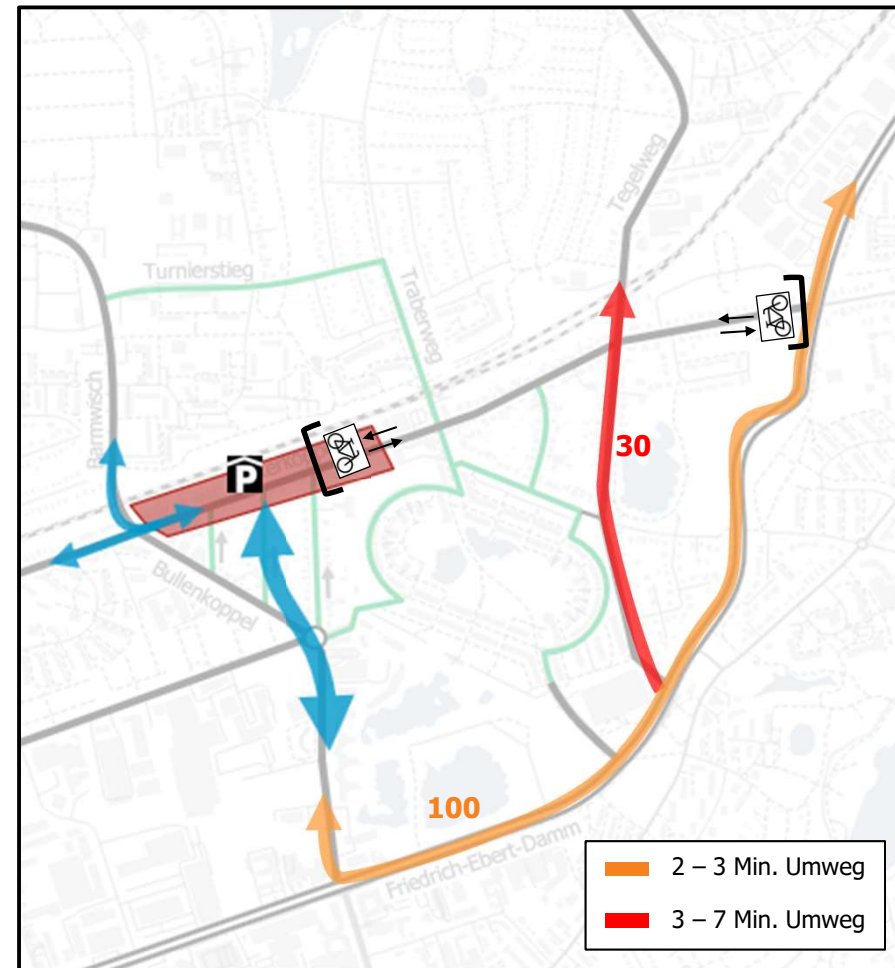 Tegelweg
Turnierstieg
Traberweg
Barmwisch
P
30
Bullenkoppel
100
Friedrich-Ebert-Damm
2 – 3 Min. Umweg
3 – 7 Min. Umweg